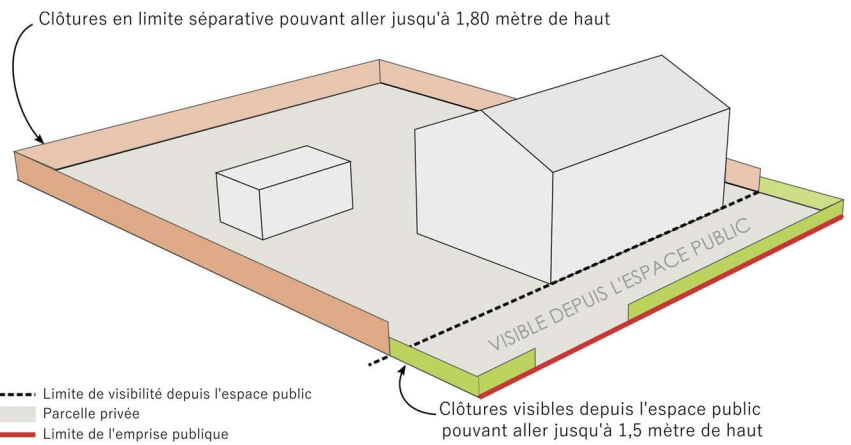 Clôtures en limite séparative pouvant aller jusqu'à 1,80 mètre de haut
VISIBLE DEPUIS L'ESPACE PUBLIC
Limite de visibilité depuis l'espace public
Parcelle privée
Limite de l'emprise publique
Clôtures visibles depuis l'espace public
pouvant aller jusqu'à 1,5 mètre de haut